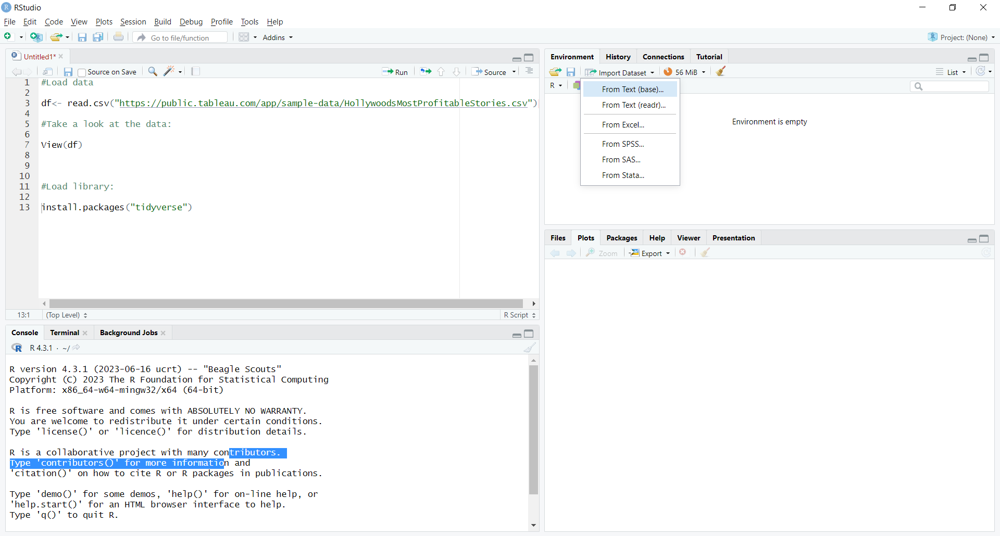 RStudio
File Edit Code View Plots Session Build Debug Profile Tools Help
Go to file/function Addins Project: (None)
Untitled1*
Source on Save Run Source
1 #Load data
2
3 df<- read.csv("https://public.tableau.com/app/sample-data/HollywoodsMostProfitableStories.csv")
4
5 #Take a look at the data:
6
7 View(df)
8
9
10
11 #Load library:
12
13 install.packages("tidyverse")
13:1 (Top Level) R Script
Console Terminal Background Jobs
R 4.3.1 · ~/
R version 4.3.1 (2023-06-16 ucrt) -- "Beagle Scouts"
Copyright (C) 2023 The R Foundation for Statistical Computing
Platform: x86_64-w64-mingw32/x64 (64-bit)
R is free software and comes with ABSOLUTELY NO WARRANTY.
You are welcome to redistribute it under certain conditions.
Type 'license()' or 'licence()' for distribution details.
R is a collaborative project with many contributors.
Type 'contributors()' for more information and
'citation()' on how to cite R or R packages in publications.
Type 'demo()' for some demos, 'help()' for on-line help, or
'help.start()' for an HTML browser interface to help.
Type 'q()' to quit R.
Environment History Connections Tutorial
Import Dataset 56 MiB List
R
From Text (base)...
From Text (readr)...
From Excel...
From SPSS...
From SAS...
From Stata...
Environment is empty
Files Plots Packages Help Viewer Presentation
Zoom Export